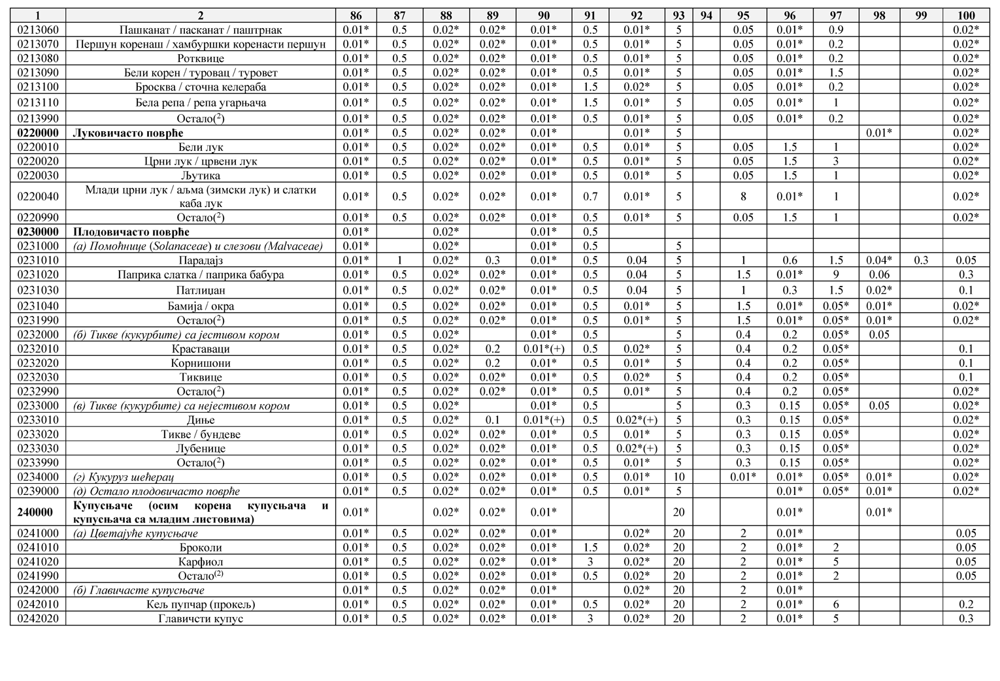 1 2 86 87 88 89 90 91 92 93 94 95 96 97 98 99 100
0213060 Пашканат / пасканат / паштрнак 0.01* 0.5 0.02* 0.02* 0.01* 0.5 0.01* 5 0.05 0.01* 0.9 0.02*
0213070 Першун коренаш / хамбуршки коренасти першун 0.01* 0.5 0.02* 0.02* 0.01* 0.5 0.01* 5 0.05 0.01* 0.2 0.02*
0213080 Ротквице 0.01* 0.5 0.02* 0.02* 0.01* 0.5 0.01* 5 0.05 0.01* 0.2 0.02*
0213090 Бели корен / туровац / туровет 0.01* 0.5 0.02* 0.02* 0.01* 0.5 0.01* 5 0.05 0.01* 1.5 0.02*
0213100 Бросква / сточна келераба 0.01* 0.5 0.02* 0.02* 0.01* 1.5 0.02* 5 0.05 0.01* 0.2 0.02*
0213110 Бела репа / репа угарњача 0.01* 0.5 0.02* 0.02* 0.01* 1.5 0.01* 5 0.05 0.01* 1 0.02*
0213990 Остало(2) 0.01* 0.5 0.02* 0.02* 0.01* 0.5 0.01* 5 0.05 0.01* 0.2 0.02*
0220000 Луковичасто поврће 0.01* 0.5 0.02* 0.02* 0.01* 0.01* 5 0.01* 0.02*
0220010 Бели лук 0.01* 0.5 0.02* 0.02* 0.01* 0.5 0.01* 5 0.05 1.5 1 0.02*
0220020 Црни лук / црвени лук 0.01* 0.5 0.02* 0.02* 0.01* 0.5 0.01* 5 0.05 1.5 3 0.02*
0220030 Љутика 0.01* 0.5 0.02* 0.02* 0.01* 0.5 0.01* 5 0.05 1.5 1 0.02*
0220040 Млади црни лук / аљма (зимски лук) и слатки
каба лук 0.01* 0.5 0.02* 0.02* 0.01* 0.7 0.01* 5 8 0.01* 1 0.02*
0220990 Остало(2) 0.01* 0.5 0.02* 0.02* 0.01* 0.5 0.01* 5 0.05 1.5 1 0.02*
0230000 Плодовичасто поврће 0.01* 0.02* 0.01* 0.5
0231000 (а) Помоћнице (Solanaceae) и слезови (Malvaceae) 0.01* 0.02* 0.01* 0.5 5
0231010 Парадајз 0.01* 1 0.02* 0.3 0.01* 0.5 0.04 5 1 0.6 1.5 0.04* 0.3 0.05
0231020 Паприка слатка / паприка бабура 0.01* 0.5 0.02* 0.02* 0.01* 0.5 0.04 5 1.5 0.01* 9 0.06 0.3
0231030 Патлиџан 0.01* 0.5 0.02* 0.02* 0.01* 0.5 0.04 5 1 0.3 1.5 0.02* 0.1
0231040 Бамија / окра 0.01* 0.5 0.02* 0.02* 0.01* 0.5 0.01* 5 1.5 0.01* 0.05* 0.01* 0.02*
0231990 Остало(2) 0.01* 0.5 0.02* 0.02* 0.01* 0.5 0.01* 5 1.5 0.01* 0.05* 0.01* 0.02*
0232000 (б) Тикве (кукурбите) са јестивом кором 0.01* 0.5 0.02* 0.01* 0.5 5 0.4 0.2 0.05* 0.05
0232010 Краставаци 0.01* 0.5 0.02* 0.2 0.01*(+) 0.5 0.02* 5 0.4 0.2 0.05* 0.1
0232020 Корнишони 0.01* 0.5 0.02* 0.2 0.01* 0.5 0.01* 5 0.4 0.2 0.05* 0.1
0232030 Тиквице 0.01* 0.5 0.02* 0.02* 0.01* 0.5 0.02* 5 0.4 0.2 0.05* 0.1
0232990 Остало(2) 0.01* 0.5 0.02* 0.02* 0.01* 0.5 0.01* 5 0.4 0.2 0.05* 0.02*
0233000 (в) Тикве (кукурбите) са нејестивом кором 0.01* 0.5 0.02* 0.01* 0.5 5 0.3 0.15 0.05* 0.05 0.02*
0233010 Диње 0.01* 0.5 0.02* 0.1 0.01*(+) 0.5 0.02*(+) 5 0.3 0.15 0.05* 0.02*
0233020 Тикве / бундеве 0.01* 0.5 0.02* 0.02* 0.01* 0.5 0.01* 5 0.3 0.15 0.05* 0.02*
0233030 Лубенице 0.01* 0.5 0.02* 0.02* 0.01* 0.5 0.02*(+) 5 0.3 0.15 0.05* 0.02*
0233990 Остало(2) 0.01* 0.5 0.02* 0.02* 0.01* 0.5 0.01* 5 0.3 0.15 0.05* 0.02*
0234000 (г) Кукуруз шећерац 0.01* 0.5 0.02* 0.02* 0.01* 0.5 0.01* 10 0.01* 0.01* 0.05* 0.01* 0.02*
0239000 (д) Остало плодовичасто поврће 0.01* 0.5 0.02* 0.02* 0.01* 0.5 0.01* 5 0.01* 0.05* 0.01* 0.02*
240000 Купусњаче (осим корена купусњача и
купусњача са младим листовима) 0.01* 0.02* 0.02* 0.01* 20 0.01* 0.01*
0241000 (а) Цветајуће купусњаче 0.01* 0.5 0.02* 0.02* 0.01* 0.02* 20 2 0.01* 0.05
0241010 Броколи 0.01* 0.5 0.02* 0.02* 0.01* 1.5 0.02* 20 2 0.01* 2 0.05
0241020 Карфиол 0.01* 0.5 0.02* 0.02* 0.01* 3 0.02* 20 2 0.01* 5 0.05
0241990 Остало(2) 0.01* 0.5 0.02* 0.02* 0.01* 0.5 0.02* 20 2 0.01* 2 0.05
0242000 (б) Главичасте купусњаче 0.01* 0.5 0.02* 0.02* 0.01* 0.02* 20 2 0.01*
0242010 Кељ пупчар (прокељ) 0.01* 0.5 0.02* 0.02* 0.01* 0.5 0.02* 20 2 0.01* 6 0.2
0242020 Главичсти купус 0.01* 0.5 0.02* 0.02* 0.01* 3 0.02* 20 2 0.01* 5 0.3